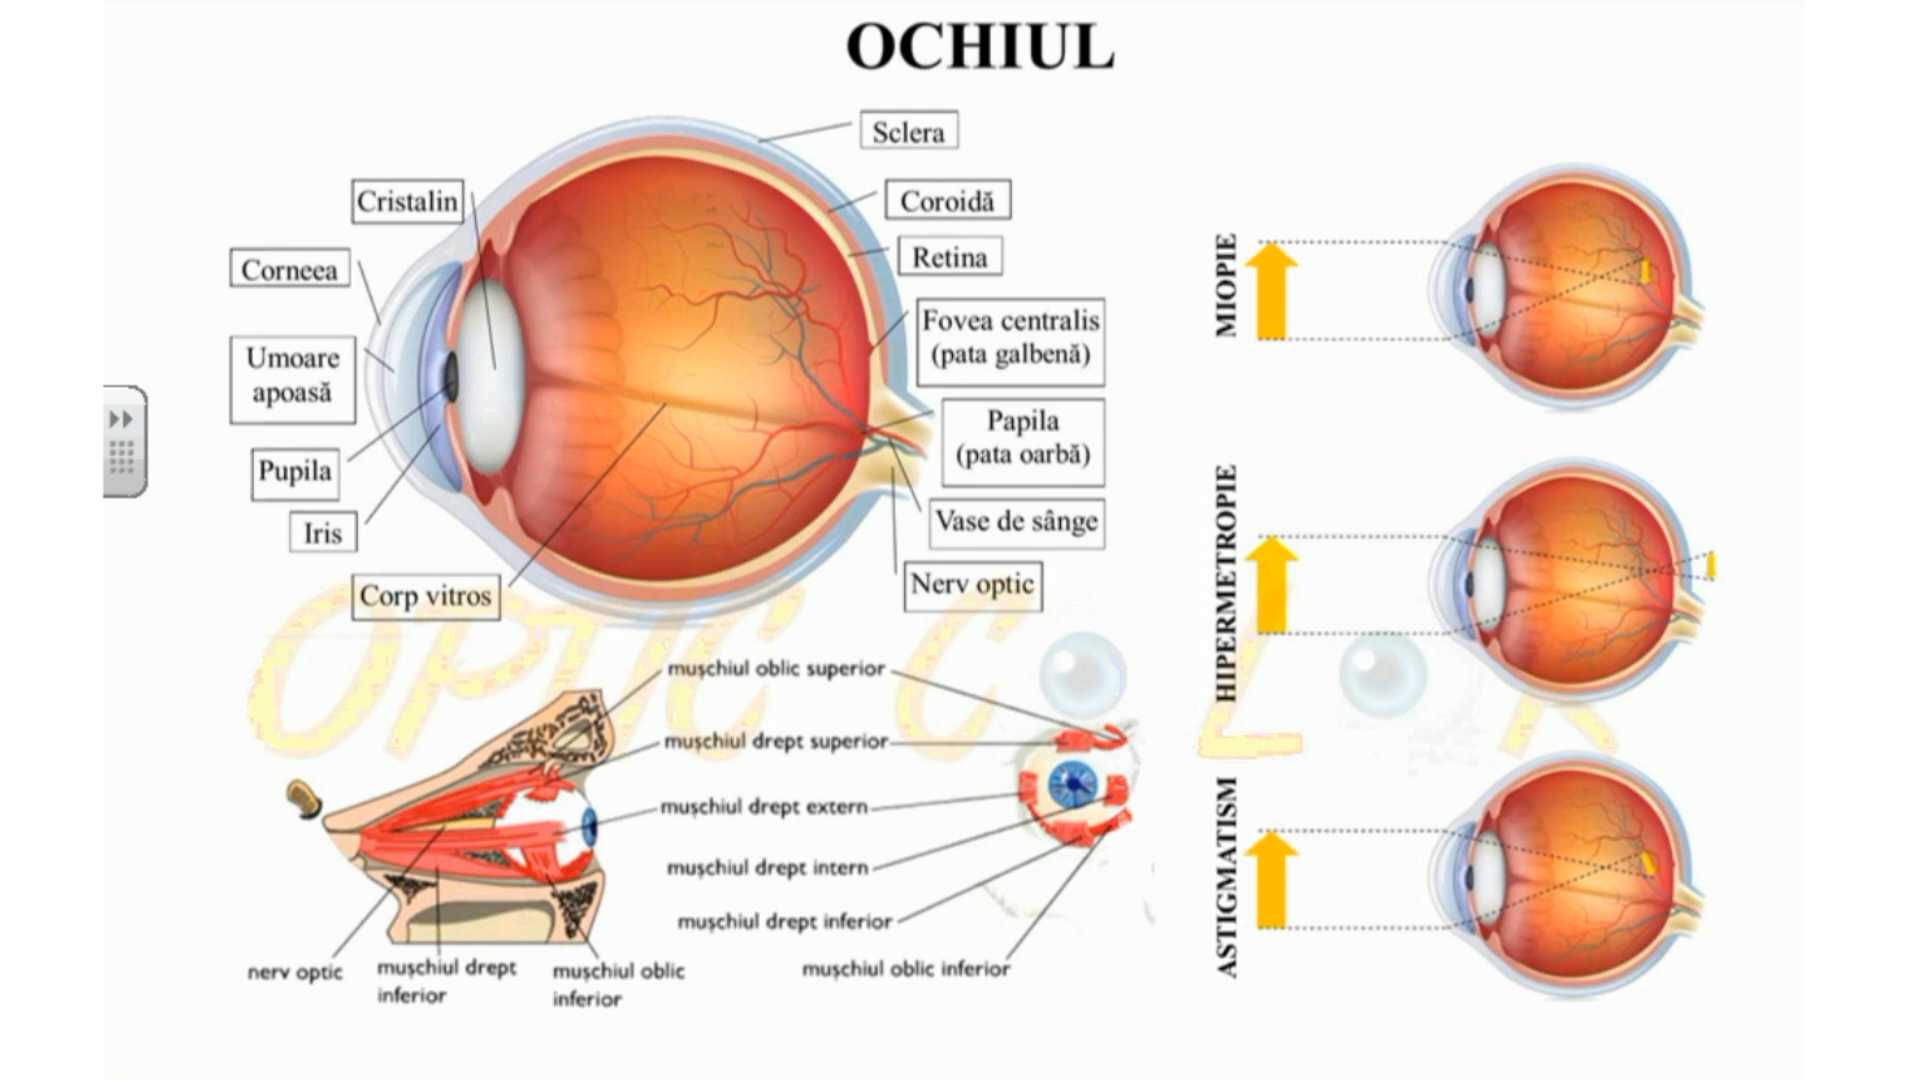 OCHIUL
Sclera
Cristalin
Coroidă
Retina
Corneea
Fovea centralis
(pata galbenă)
Umoare
apoasă
Papila
(pata oarbă)
Pupila
Vase de sânge
Iris
Nerv optic
Corp vitros
OPTIC COLOR
mușchiul oblic superior
mușchiul drept superior
mușchiul drept extern
mușchiul drept intern
mușchiul drept inferior
mușchiul oblic inferior
nerv optic
mușchiul drept
inferior
mușchiul oblic
inferior
MIOPIE
HIPERMETROPIE
ASTIGMATISM